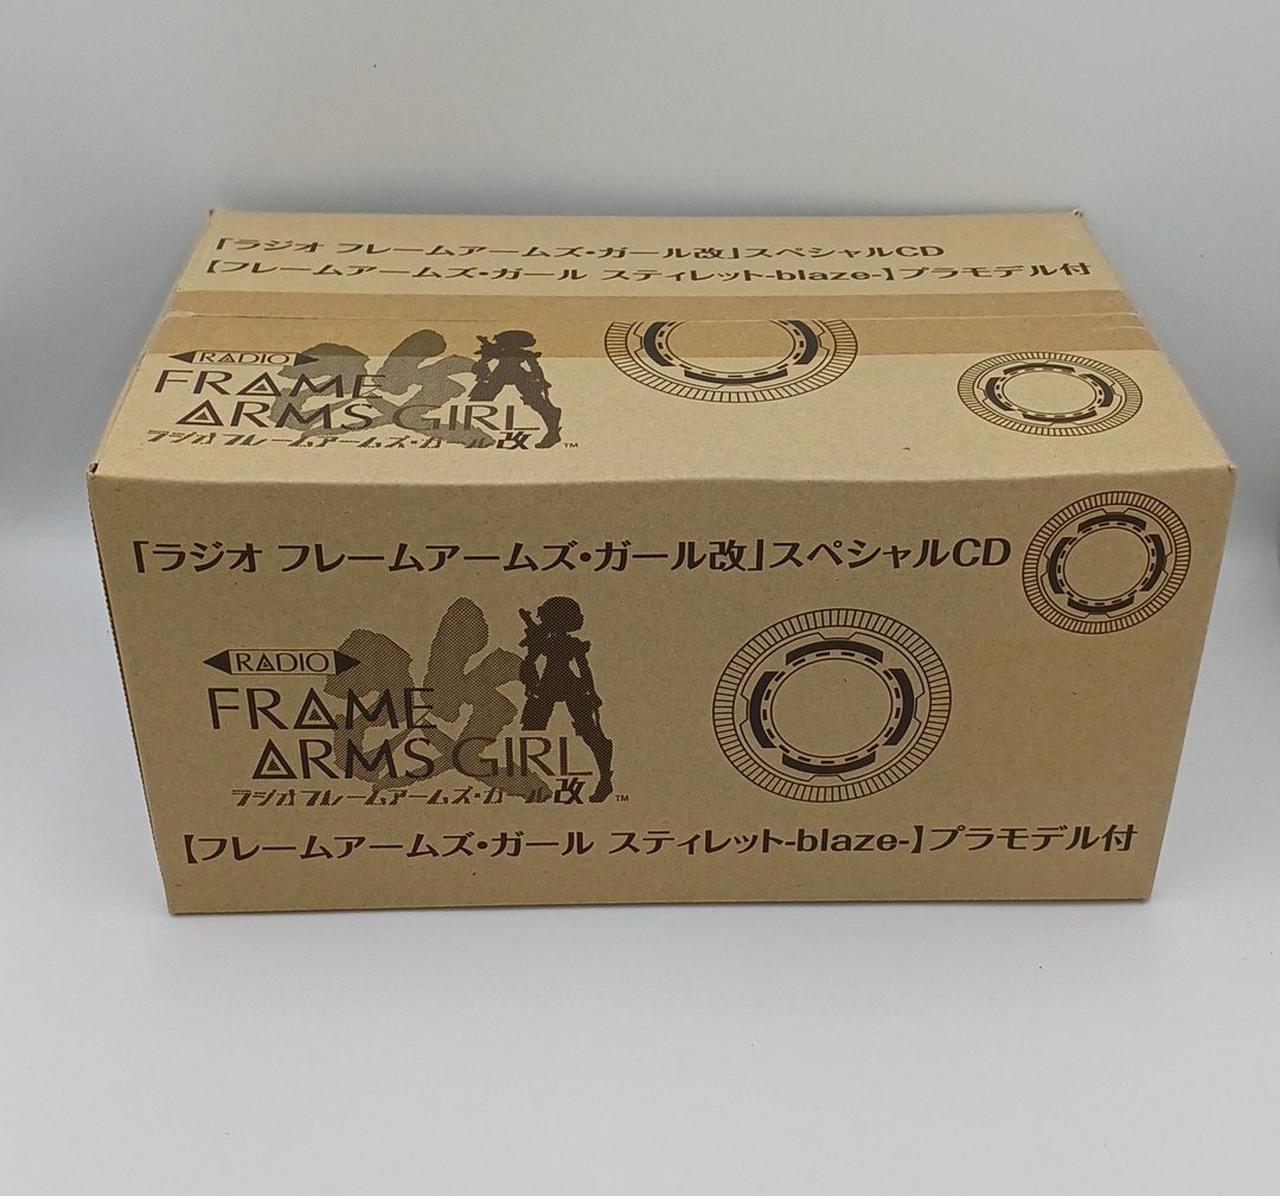 「ラジオ フレームアームズ・ガール改」スペシャルCD
【フレームアームズ・ガール スティレット-blaze-】プラモデル付
RADIO
FRAME
ARMS GIRL
ラジオ フレームアームズ・ガール改
TM
「ラジオ フレームアームズ・ガール改」スペシャルCD
RADIO
改
FRAME
ARMS GIRL
ラジオ フレームアームズ・ガール改
TM
【フレームアームズ・ガール スティレット-blaze-】プラモデル付